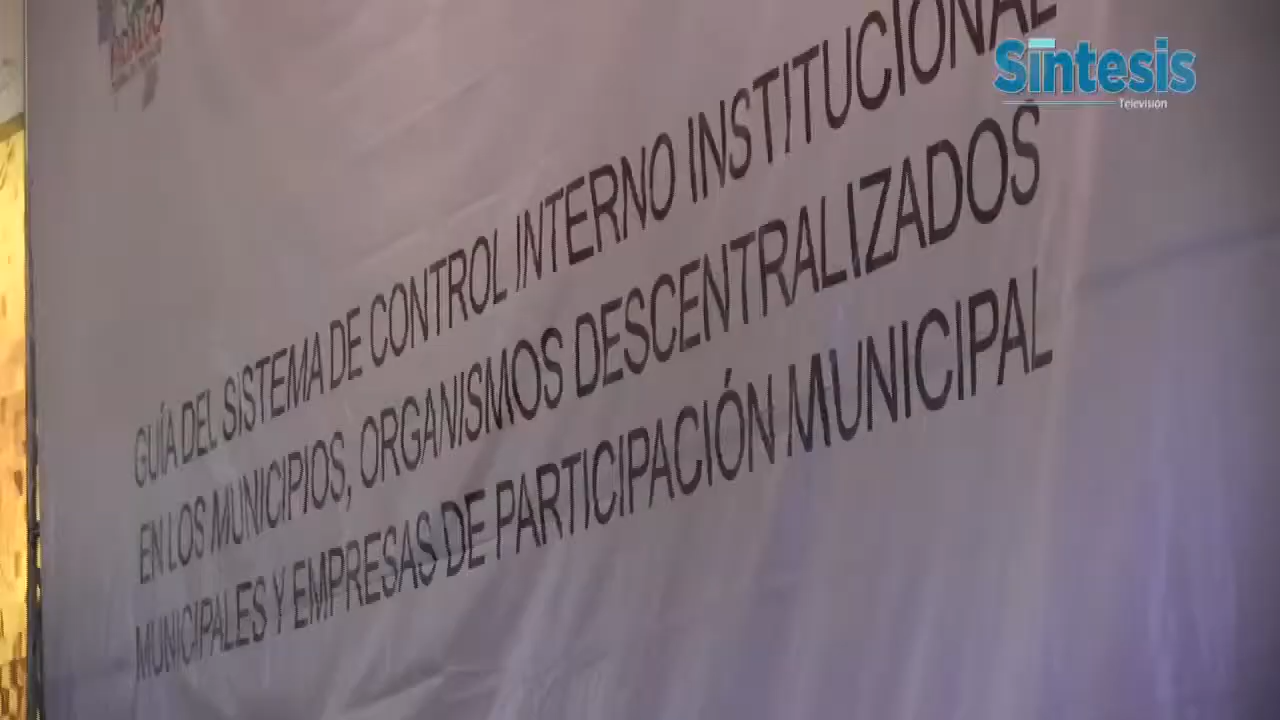 HIDALGO
Síntesis
Televisión
GUÍA DEL SISTEMA DE CONTROL INTERNO INSTITUCIONAL
EN LOS MUNICIPIOS, ORGANISMOS DESCENTRALIZADOS
MUNICIPALES Y EMPRESAS DE PARTICIPACIÓN MUNICIPAL